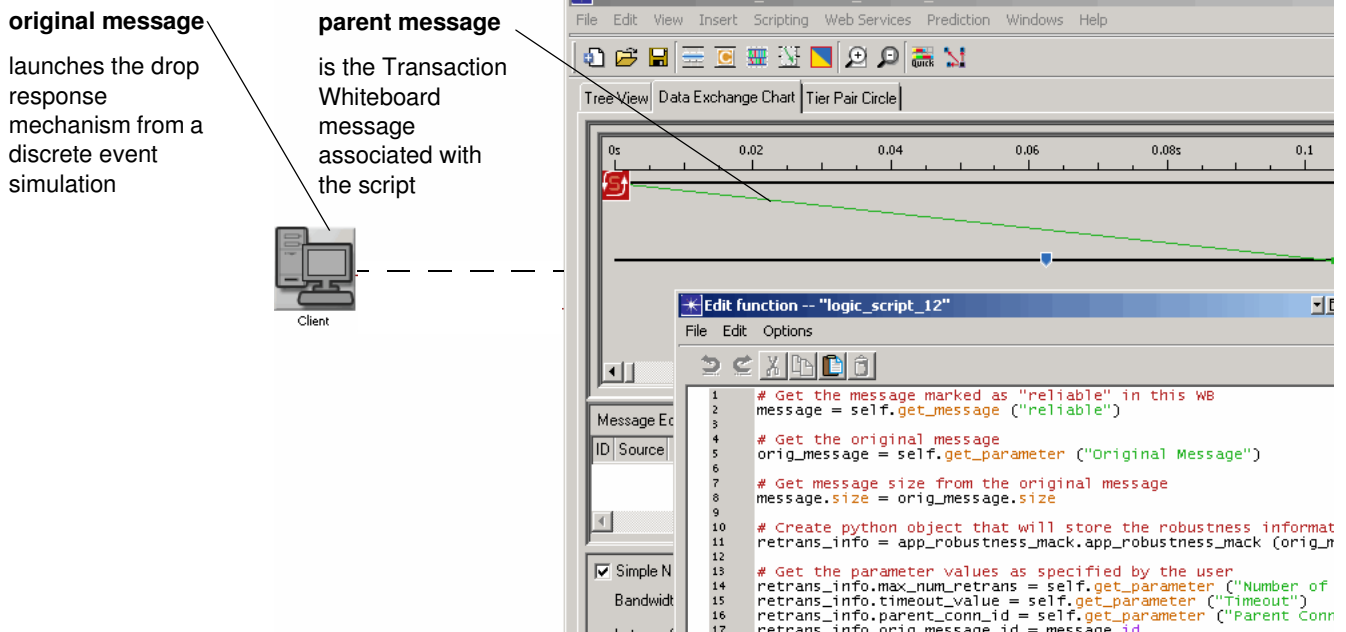 original message
launches the drop
response
mechanism from a
discrete event
simulation
parent message
is the Transaction
Whiteboard
message
associated with
the script
Client
File Edit View Insert Scripting Web Services Prediction Windows Help
QUICK
Tree View Data Exchange Chart Tier Pair Circle
0s 0.02 0.04 0.06 0.08s 0.1
S
Edit function -- "logic_script_12"
File Edit Options
Message Ec
ID Source
Simple N
Bandwidt
1 # Get the message marked as "reliable" in this WB
2 message = self.get_message ("reliable")
3
4 # Get the original message
5 orig_message = self.get_parameter ("Original Message")
6
7 # Get message size from the original message
8 message.size = orig_message.size
9
10 # Create python object that will store the robustness informat
11 retrans_info = app_robustness_mack.app_robustness_mack (orig_m
12
13 # Get the parameter values as specified by the user
14 retrans_info.max_num_retrans = self.get_parameter ("Number of
15 retrans_info.timeout_value = self.get_parameter ("Timeout")
16 retrans_info.parent_conn_id = self.get_parameter ("Parent Conn
17 retrans_info.orig_message_id = message.id